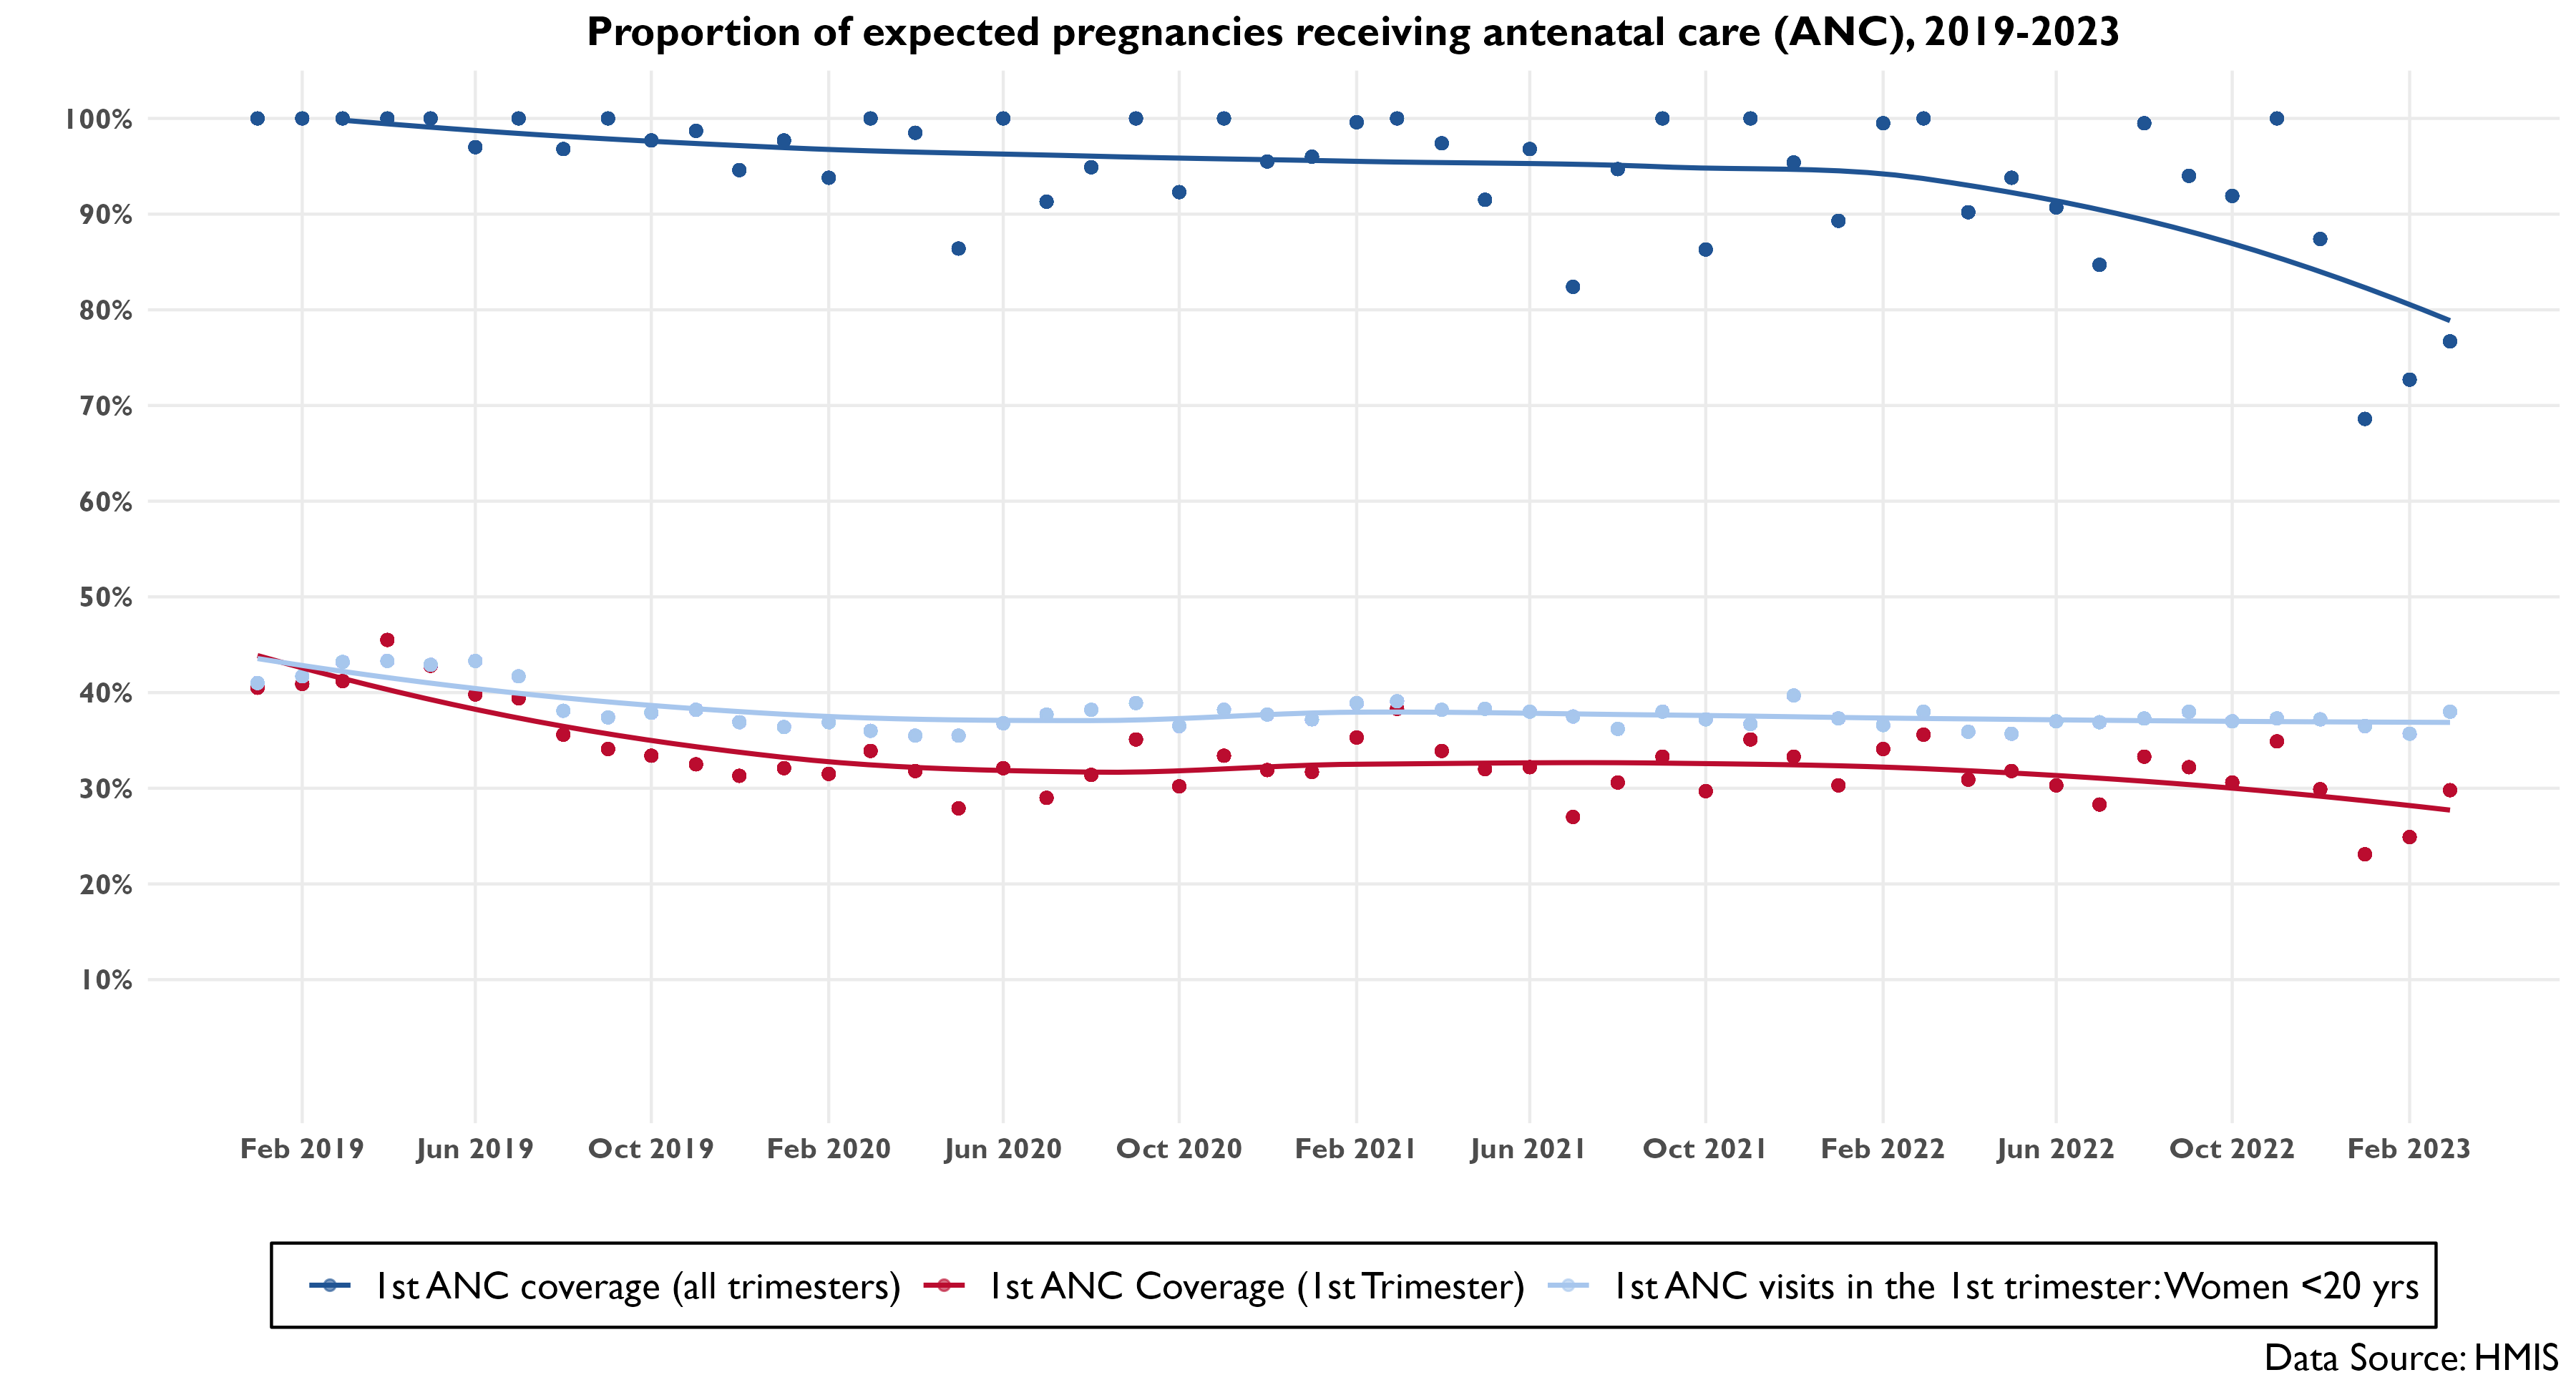 Proportion of expected pregnancies receiving antenatal care (ANC), 2019-2023
100%
90%
80%
70%
60%
50%
40%
30%
20%
10%
Feb 2019 Jun 2019 Oct 2019 Feb 2020 Jun 2020 Oct 2020 Feb 2021 Jun 2021 Oct 2021 Feb 2022 Jun 2022 Oct 2022 Feb 2023
1st ANC coverage (all trimesters) 1st ANC Coverage (1st Trimester) 1st ANC visits in the 1st trimester: Women <20 yrs
Data Source: HMIS